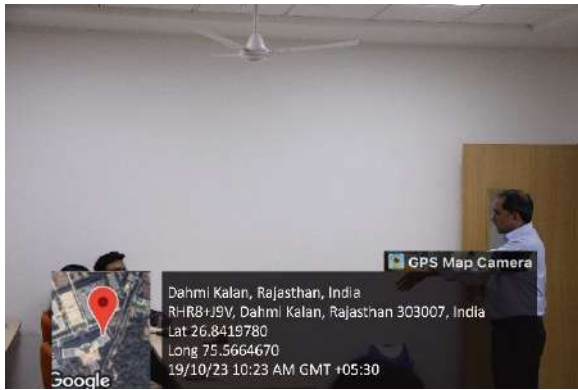 GPS Map Camera
Dahmi Kalan, Rajasthan, India
RHR8+J9V, Dahmi Kalan, Rajasthan 303007, India
Lat 26.8419780
Long 75.5664670
19/10/23 10:23 AM GMT +05:30
Google